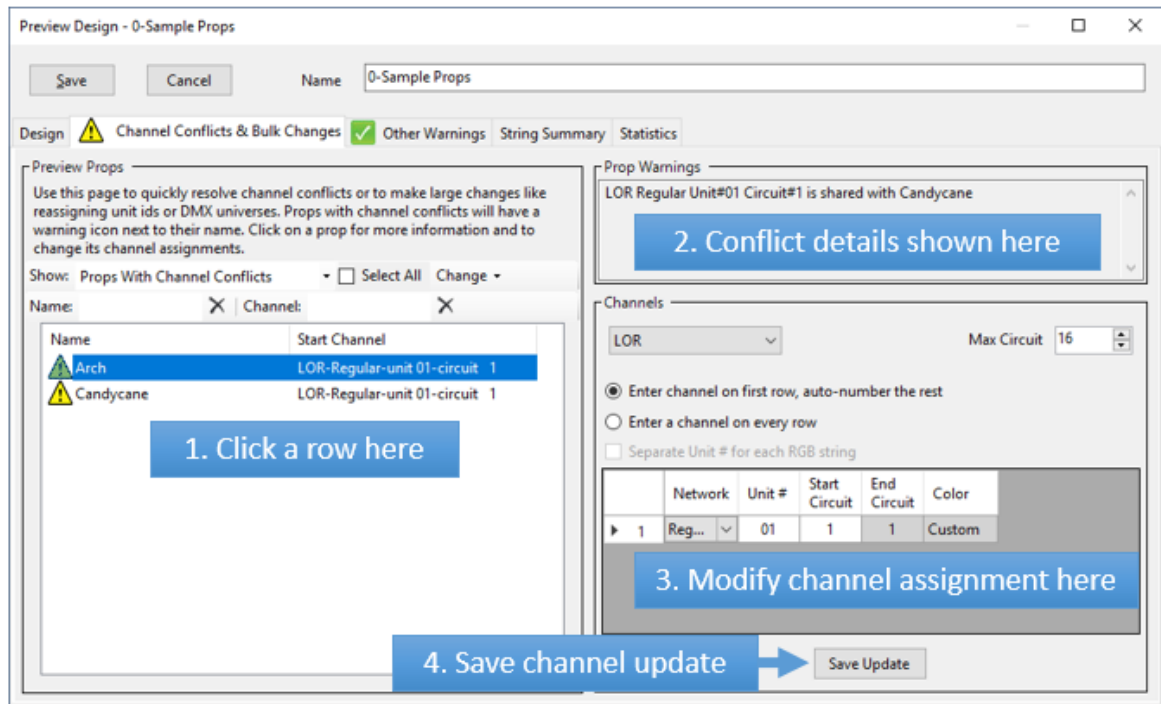 Preview Design - 0-Sample Props
Save Cancel Name 0-Sample Props
Design Channel Conflicts & Bulk Changes Other Warnings String Summary Statistics
Preview Props
Use this page to quickly resolve channel conflicts or to make large changes like
reassigning unit ids or DMX universes. Props with channel conflicts will have a
warning icon next to their name. Click on a prop for more information and to
change its channel assignments.
Show: Props With Channel Conflicts Select All Change
Name: Channel:
Name Start Channel
Arch LOR-Regular-unit 01-circuit 1
Candycane LOR-Regular-unit 01-circuit 1
1. Click a row here
Prop Warnings
LOR Regular Unit#01 Circuit#1 is shared with Candycane
2. Conflict details shown here
Channels
LOR Max Circuit 16
Enter channel on first row, auto-number the rest
Enter a channel on every row
Separate Unit # for each RGB string
Network Unit # Start Circuit End Circuit Color
1 Reg... 01 1 1 Custom
3. Modify channel assignment here
4. Save channel update
Save Update